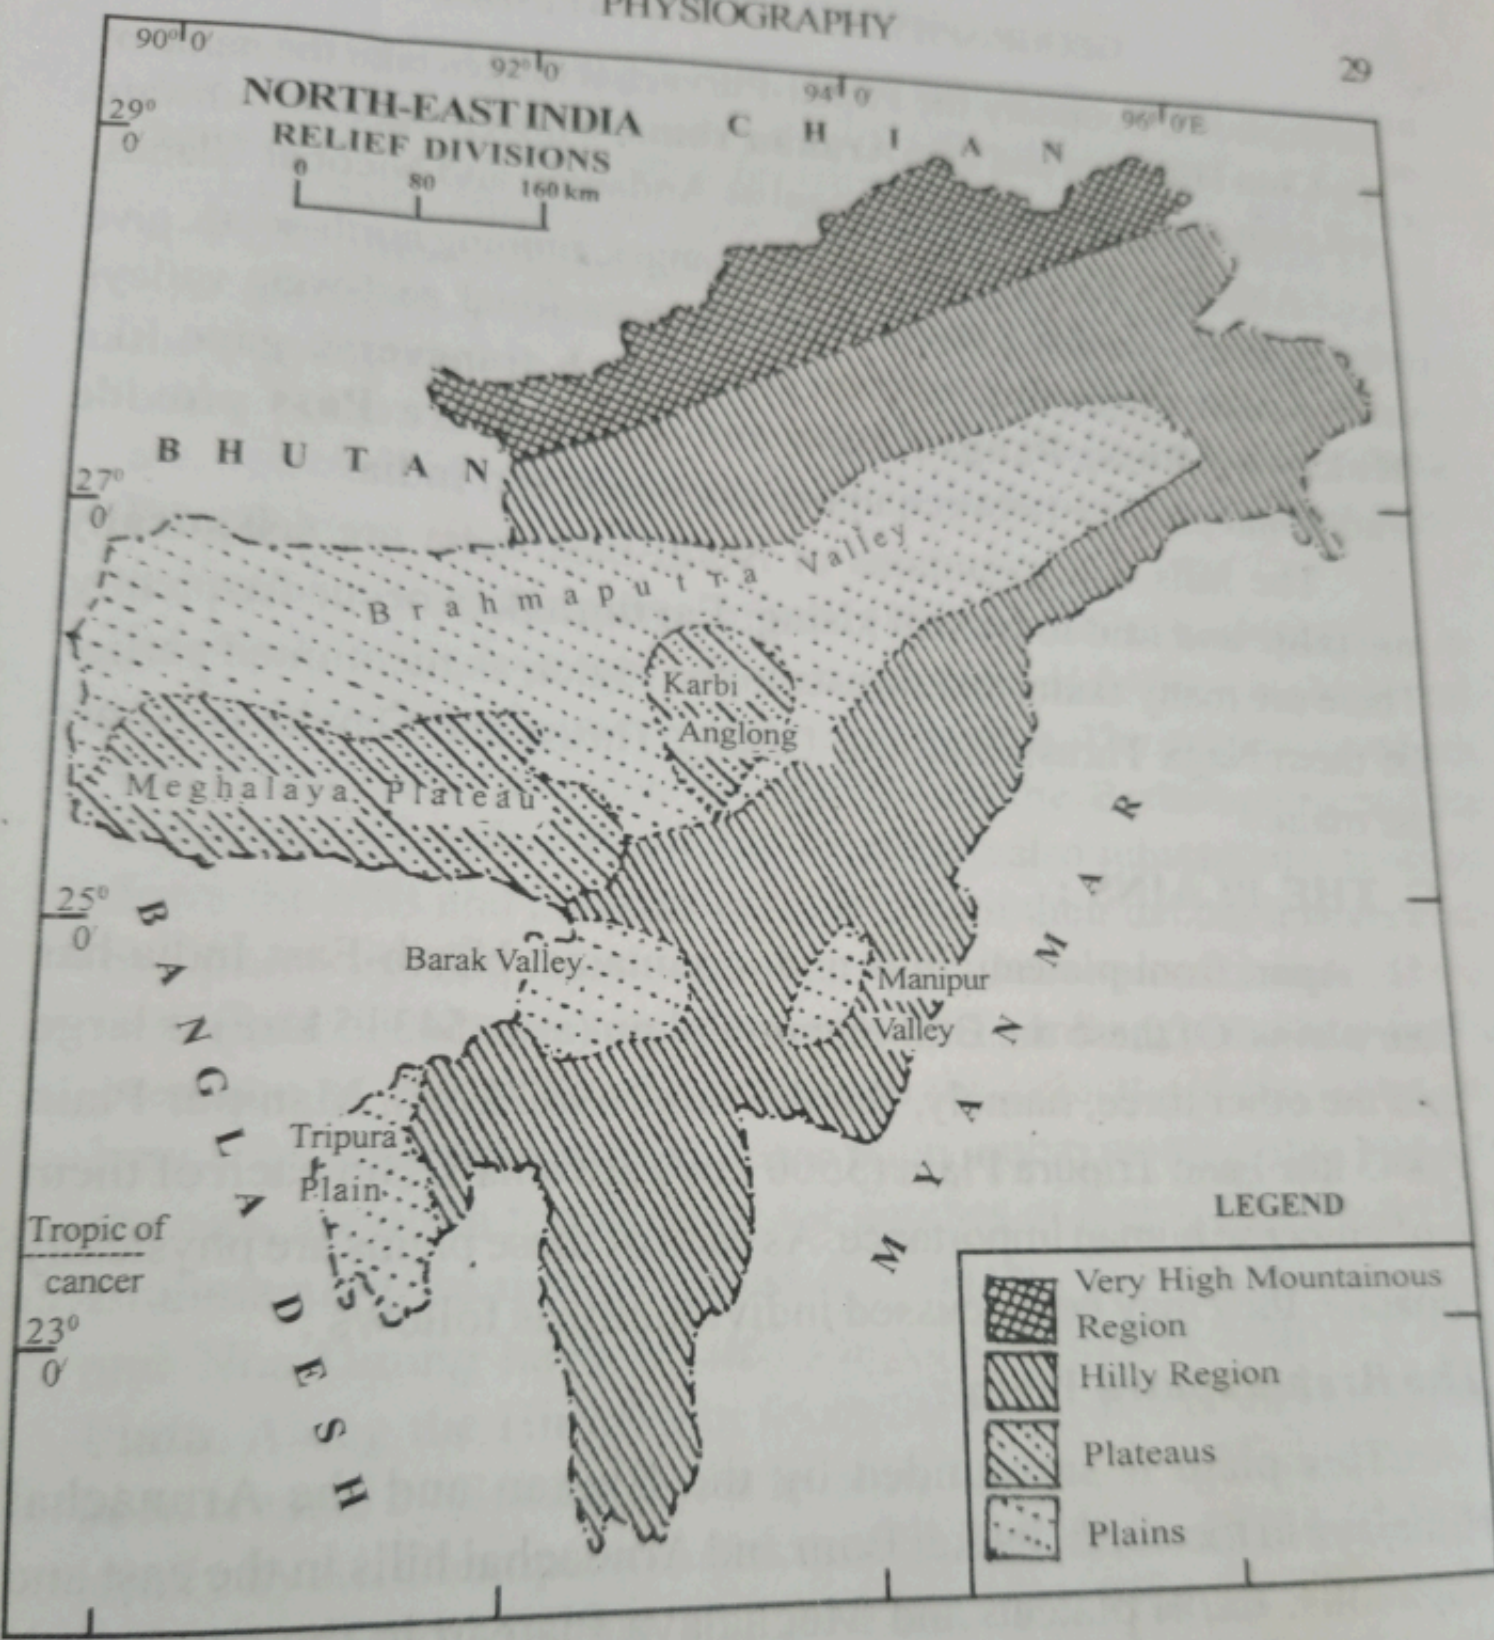 PHYSIOGRAPHY
29
90° 0'
92° 0'
94° 0'
96° 0'E
29°
0'
NORTH-EAST INDIA
RELIEF DIVISIONS
0 80 160 km
C H I A N
B H U T A N
27°
0'
Brahmaputra Valley
Karbi
Anglong
Meghalaya Plateau
25°
0'
Barak Valley
Manipur
Valley
B A N G L A D E S H
M Y A N M A R
Tripura
Plain
Tropic of
cancer
23°
0'
LEGEND
Very High Mountainous
Region
Hilly Region
Plateaus
Plains